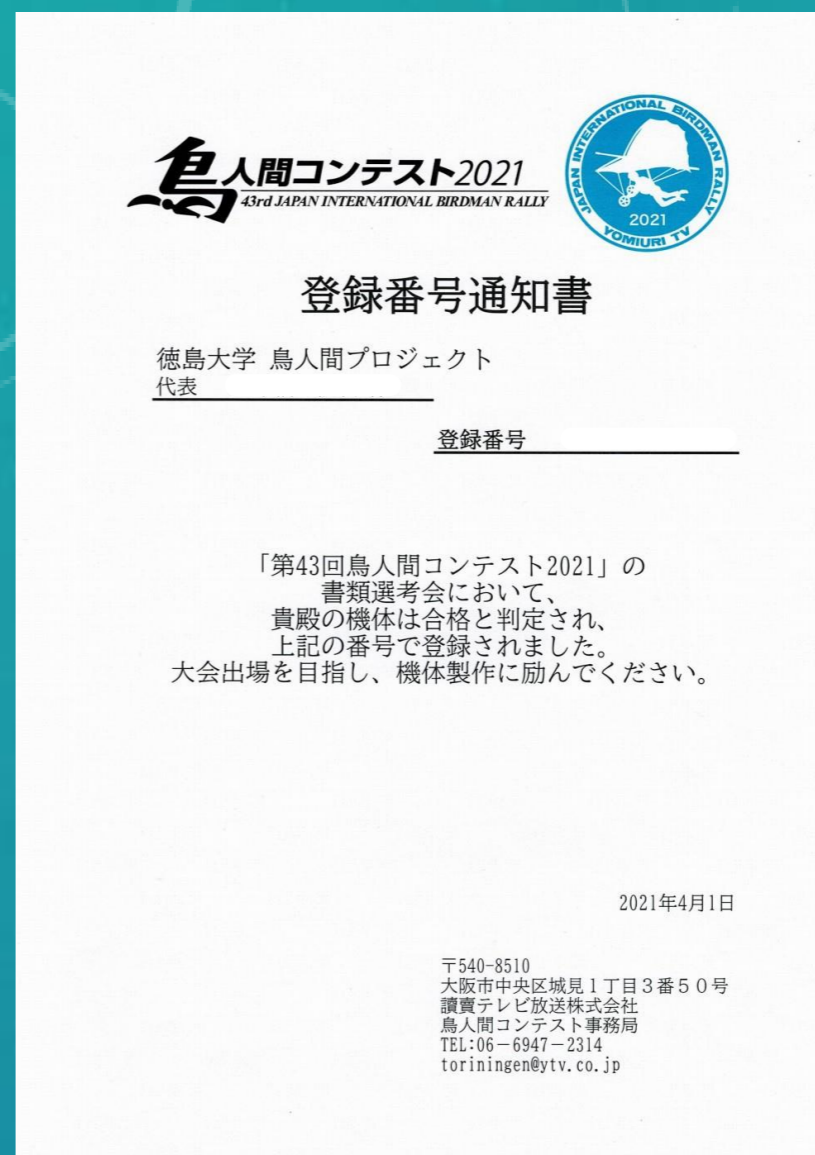 鳥人間コンテスト2021
43rd JAPAN INTERNATIONAL BIRDMAN RALLY
JAPAN INTERNATIONAL BIRDMAN RALLY
2021
YOMIURI TV
登録番号通知書
徳島大学 鳥人間プロジェクト
代表
登録番号
「第43回鳥人間コンテスト2021」の
書類選考会において、
貴殿の機体は合格と判定され、
上記の番号で登録されました。
大会出場を目指し、機体製作に励んでください。
2021年4月1日
〒540-8510
大阪市中央区城見1丁目3番50号
讀賣テレビ放送株式会社
鳥人間コンテスト事務局
TEL:06-6947-2314
toriningen@ytv.co.jp